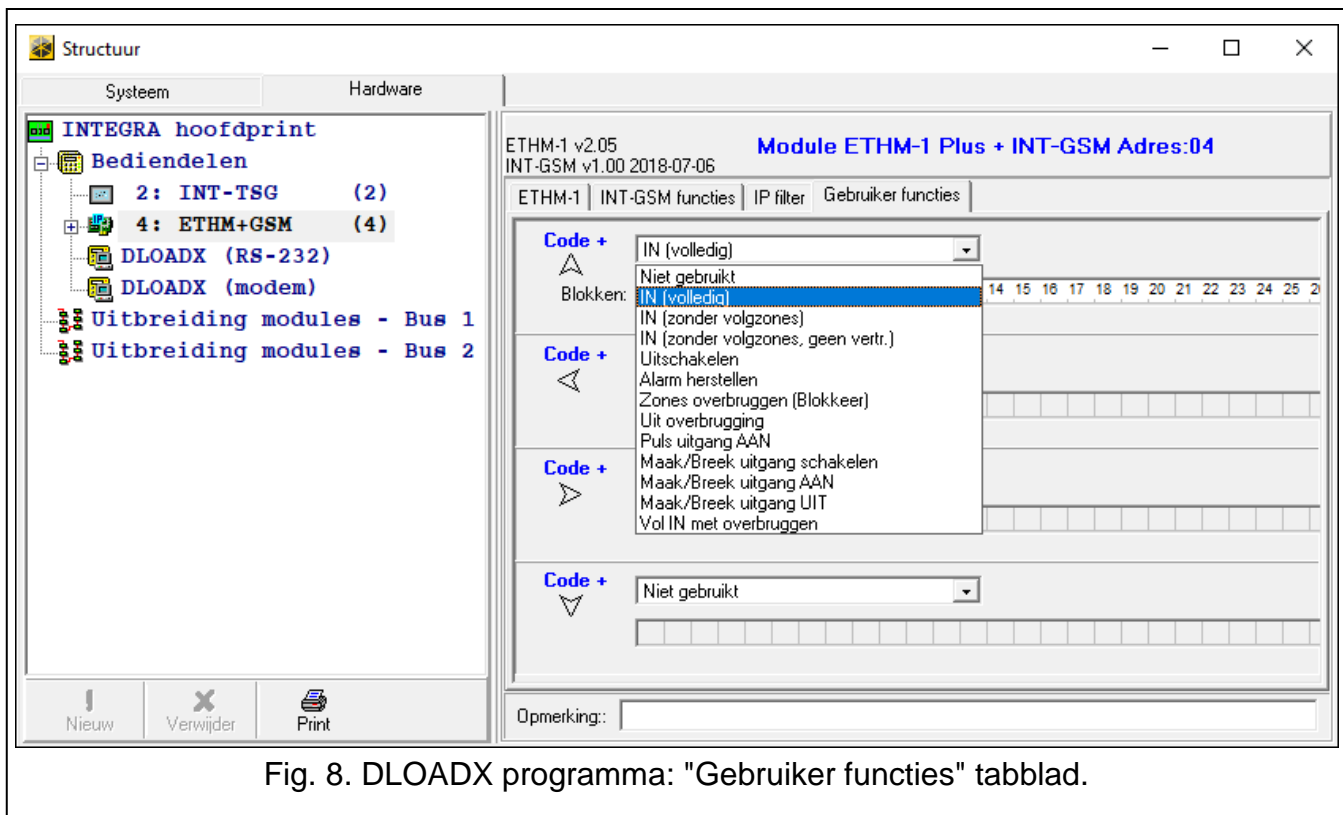 Structuur
Systeem
Hardware
INTEGRA hoofdprint
Bediendelen
2: INT-TSG (2)
4: ETHM+GSM (4)
DLOADX (RS-232)
DLOADX (modem)
Uitbreiding modules - Bus 1
Uitbreiding modules - Bus 2
Nieuw
Verwijder
Print
ETHM-1 v2.05
INT-GSM v1.00 2018-07-06
Module ETHM-1 Plus + INT-GSM Adres:04
ETHM-1
INT-GSM functies
IP filter
Gebruiker functies
Code +
IN (volledig)
Blokken:
14 15 16 17 18 19 20 21 22 23 24 25
Niet gebruikt
IN (volledig)
IN (zonder volgzones)
IN (zonder volgzones, geen vertr.)
Uitschakelen
Alarm herstellen
Zones overbruggen (Blokkeer)
Uit overbrugging
Puls uitgang AAN
Maak/Breek uitgang schakelen
Maak/Breek uitgang AAN
Maak/Breek uitgang UIT
Vol IN met overbruggen
Code +
Code +
Code +
Niet gebruikt
Opmerking::
Fig. 8. DLOADX programma: "Gebruiker functies" tabblad.